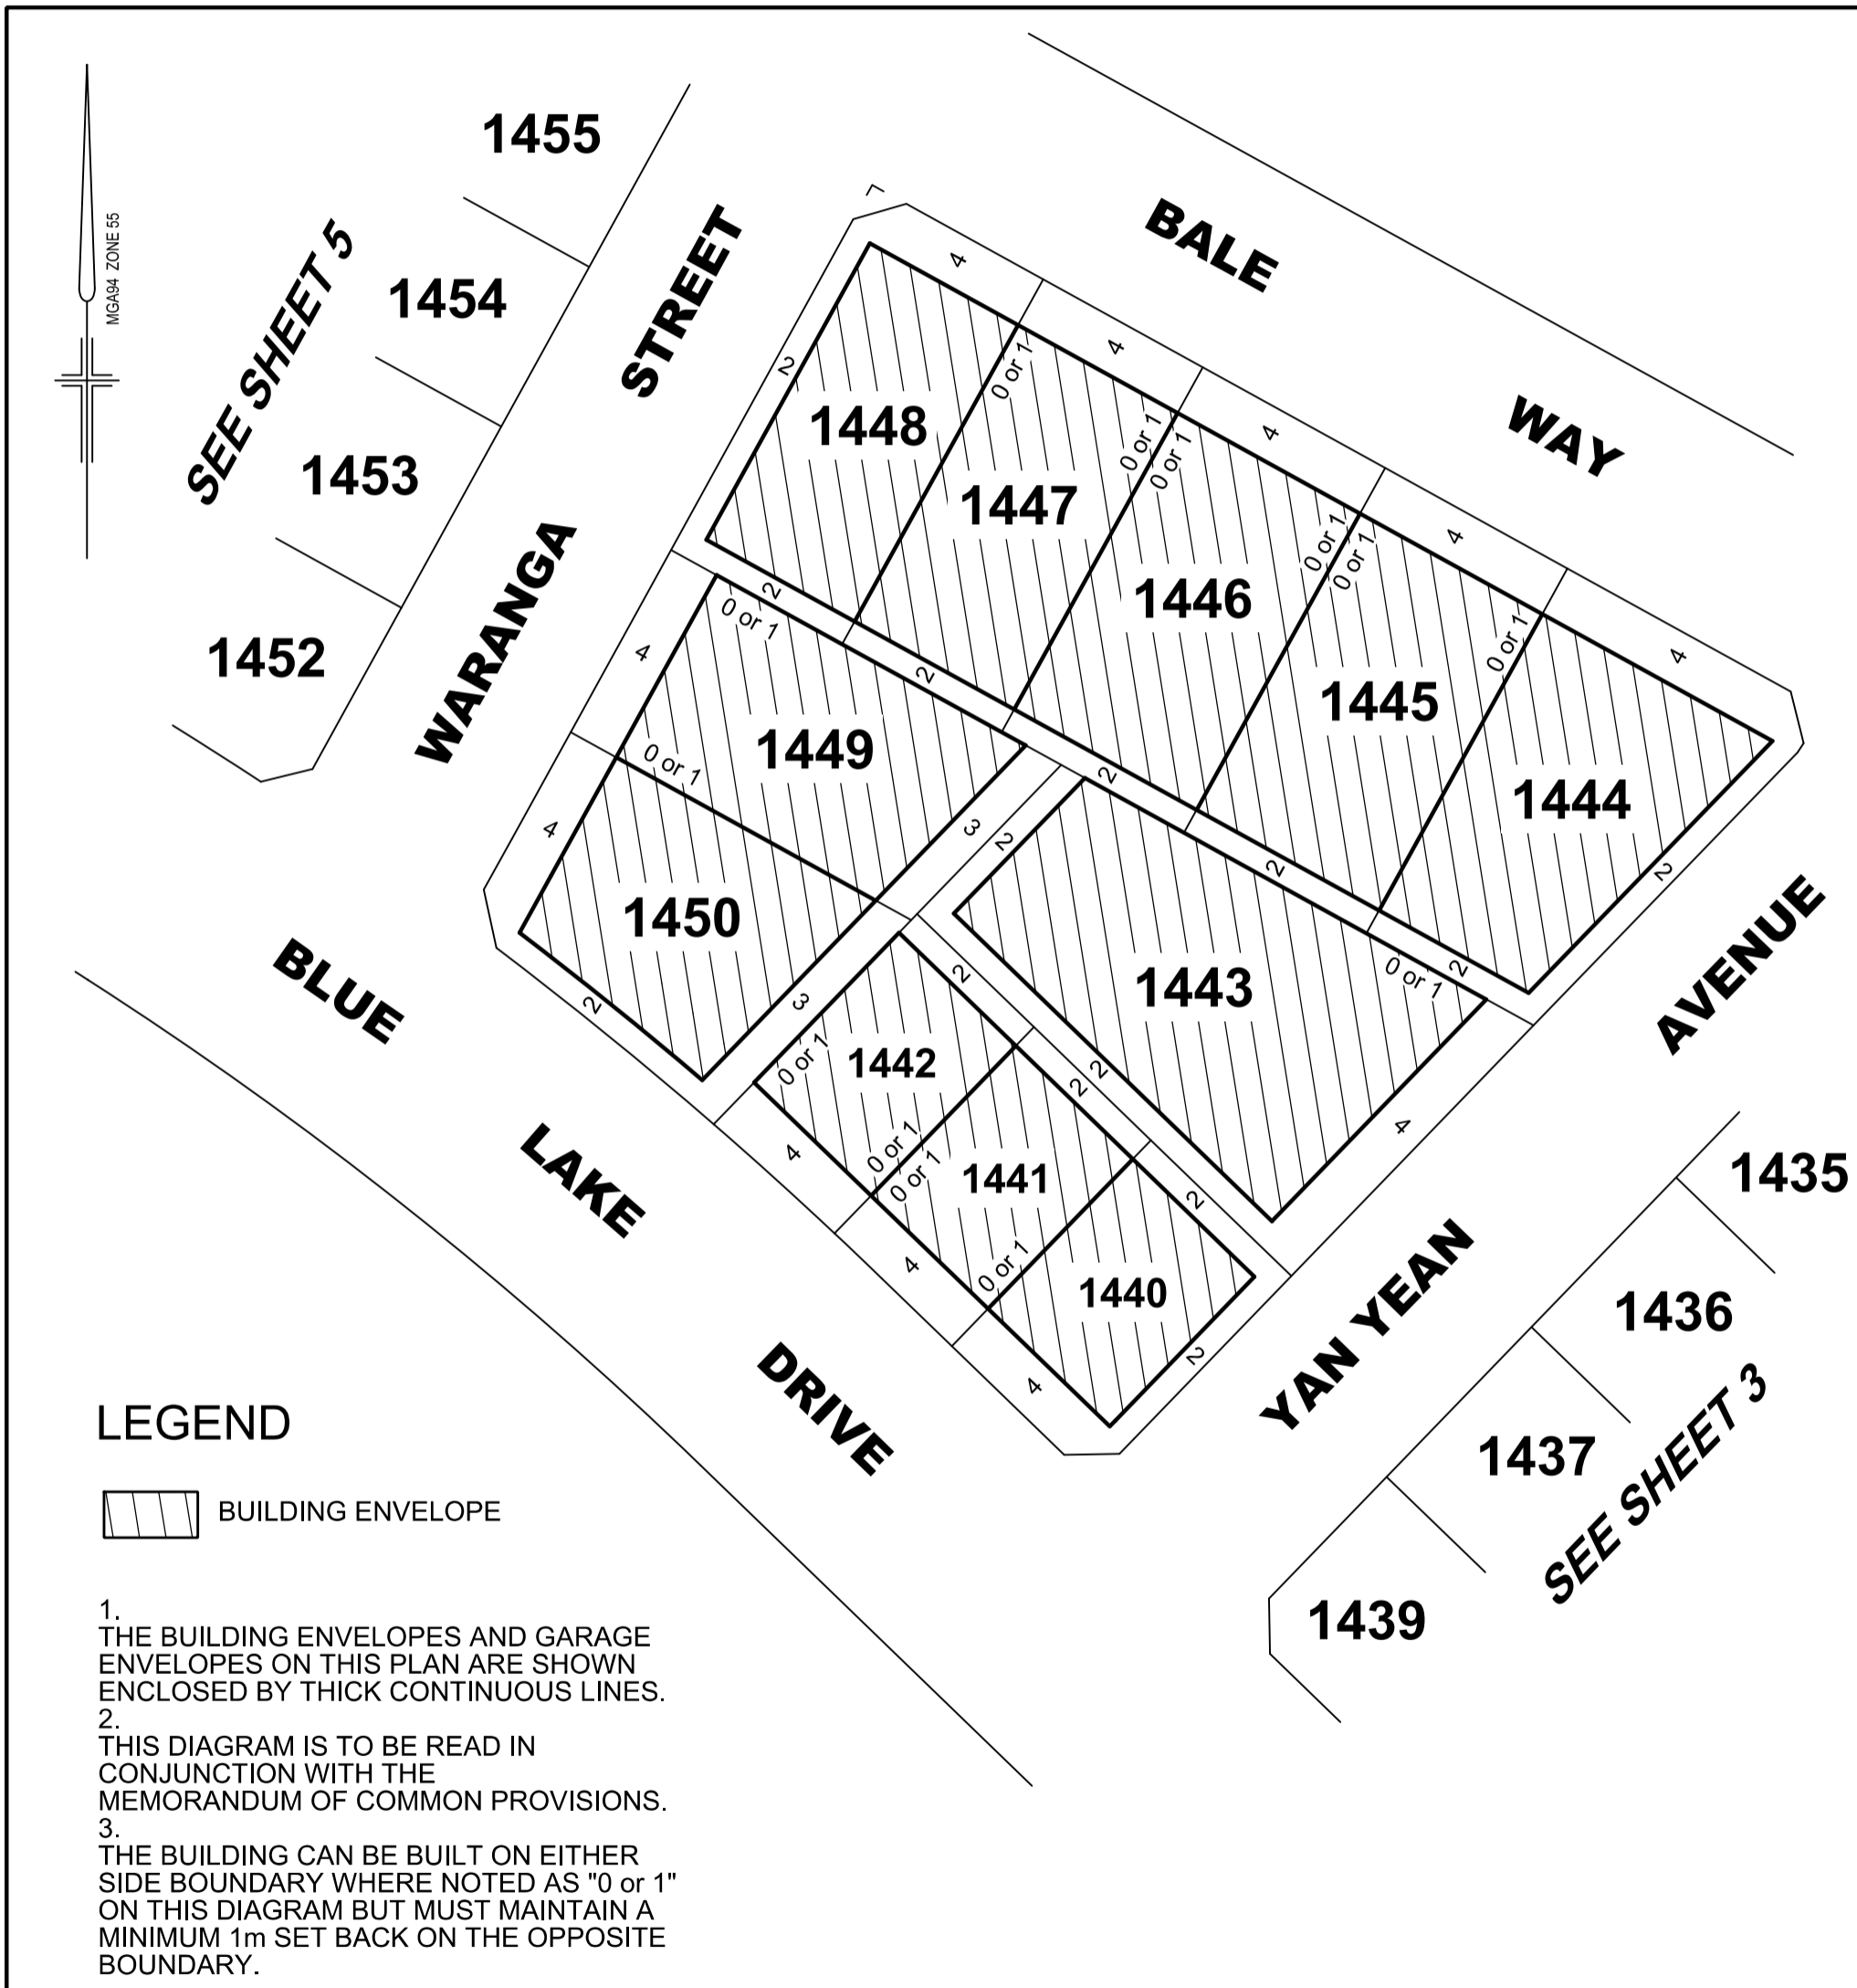 MGA94 ZONE 55
SEE SHEET 5
1455
1454
1453
1452
WARANGA STREET
BALE WAY
4
4
4
4
4
2
1448
0 or 1
1447
0 or 1
0 or 1
1446
0 or 1
0 or 1
1445
0 or 1
1444
2
2
2
2
2
2
4
0 or 1
1449
3
2
0 or 1
4
1450
2
3
1443
0 or 1
4
2
2
0 or 1
1442
2
2
4
0 or 1
0 or 1
1441
4
0 or 1
1440
2
4
BLUE LAKE DRIVE
YAN YEAN AVENUE
1435
1436
1437
1439
SEE SHEET 3
LEGEND
BUILDING ENVELOPE
1.
THE BUILDING ENVELOPES AND GARAGE
ENVELOPES ON THIS PLAN ARE SHOWN
ENCLOSED BY THICK CONTINUOUS LINES.
2.
THIS DIAGRAM IS TO BE READ IN
CONJUNCTION WITH THE
MEMORANDUM OF COMMON PROVISIONS.
3.
THE BUILDING CAN BE BUILT ON EITHER
SIDE BOUNDARY WHERE NOTED AS "0 or 1"
ON THIS DIAGRAM BUT MUST MAINTAIN A
MINIMUM 1m SET BACK ON THE OPPOSITE
BOUNDARY.